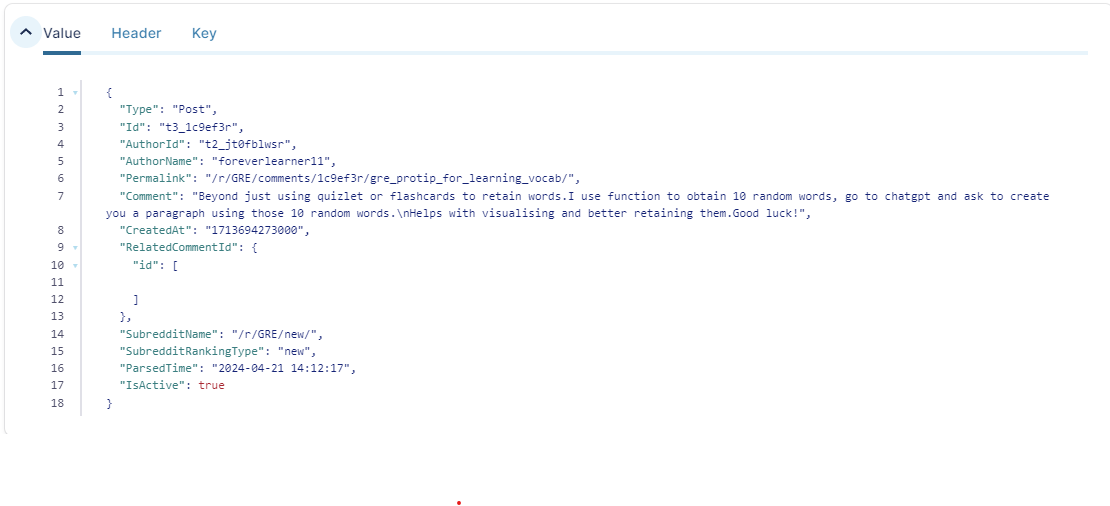 Value Header Key
1 {
2 "Type": "Post",
3 "Id": "t3_1c9ef3r",
4 "AuthorId": "t2_jt0fblwsr",
5 "AuthorName": "foreverlearner11",
6 "Permalink": "/r/GRE/comments/1c9ef3r/gre_protip_for_learning_vocab/",
7 "Comment": "Beyond just using quizlet or flashcards to retain words.I use function to obtain 10 random words, go to chatgpt and ask to create
you a paragraph using those 10 random words.\nHelps with visualising and better retaining them.Good luck!",
8 "CreatedAt": "1713694273000",
9 "RelatedCommentId": {
10 "id": [
11
12 ]
13 },
14 "SubredditName": "/r/GRE/new/",
15 "SubredditRankingType": "new",
16 "ParsedTime": "2024-04-21 14:12:17",
17 "IsActive": true
18 }